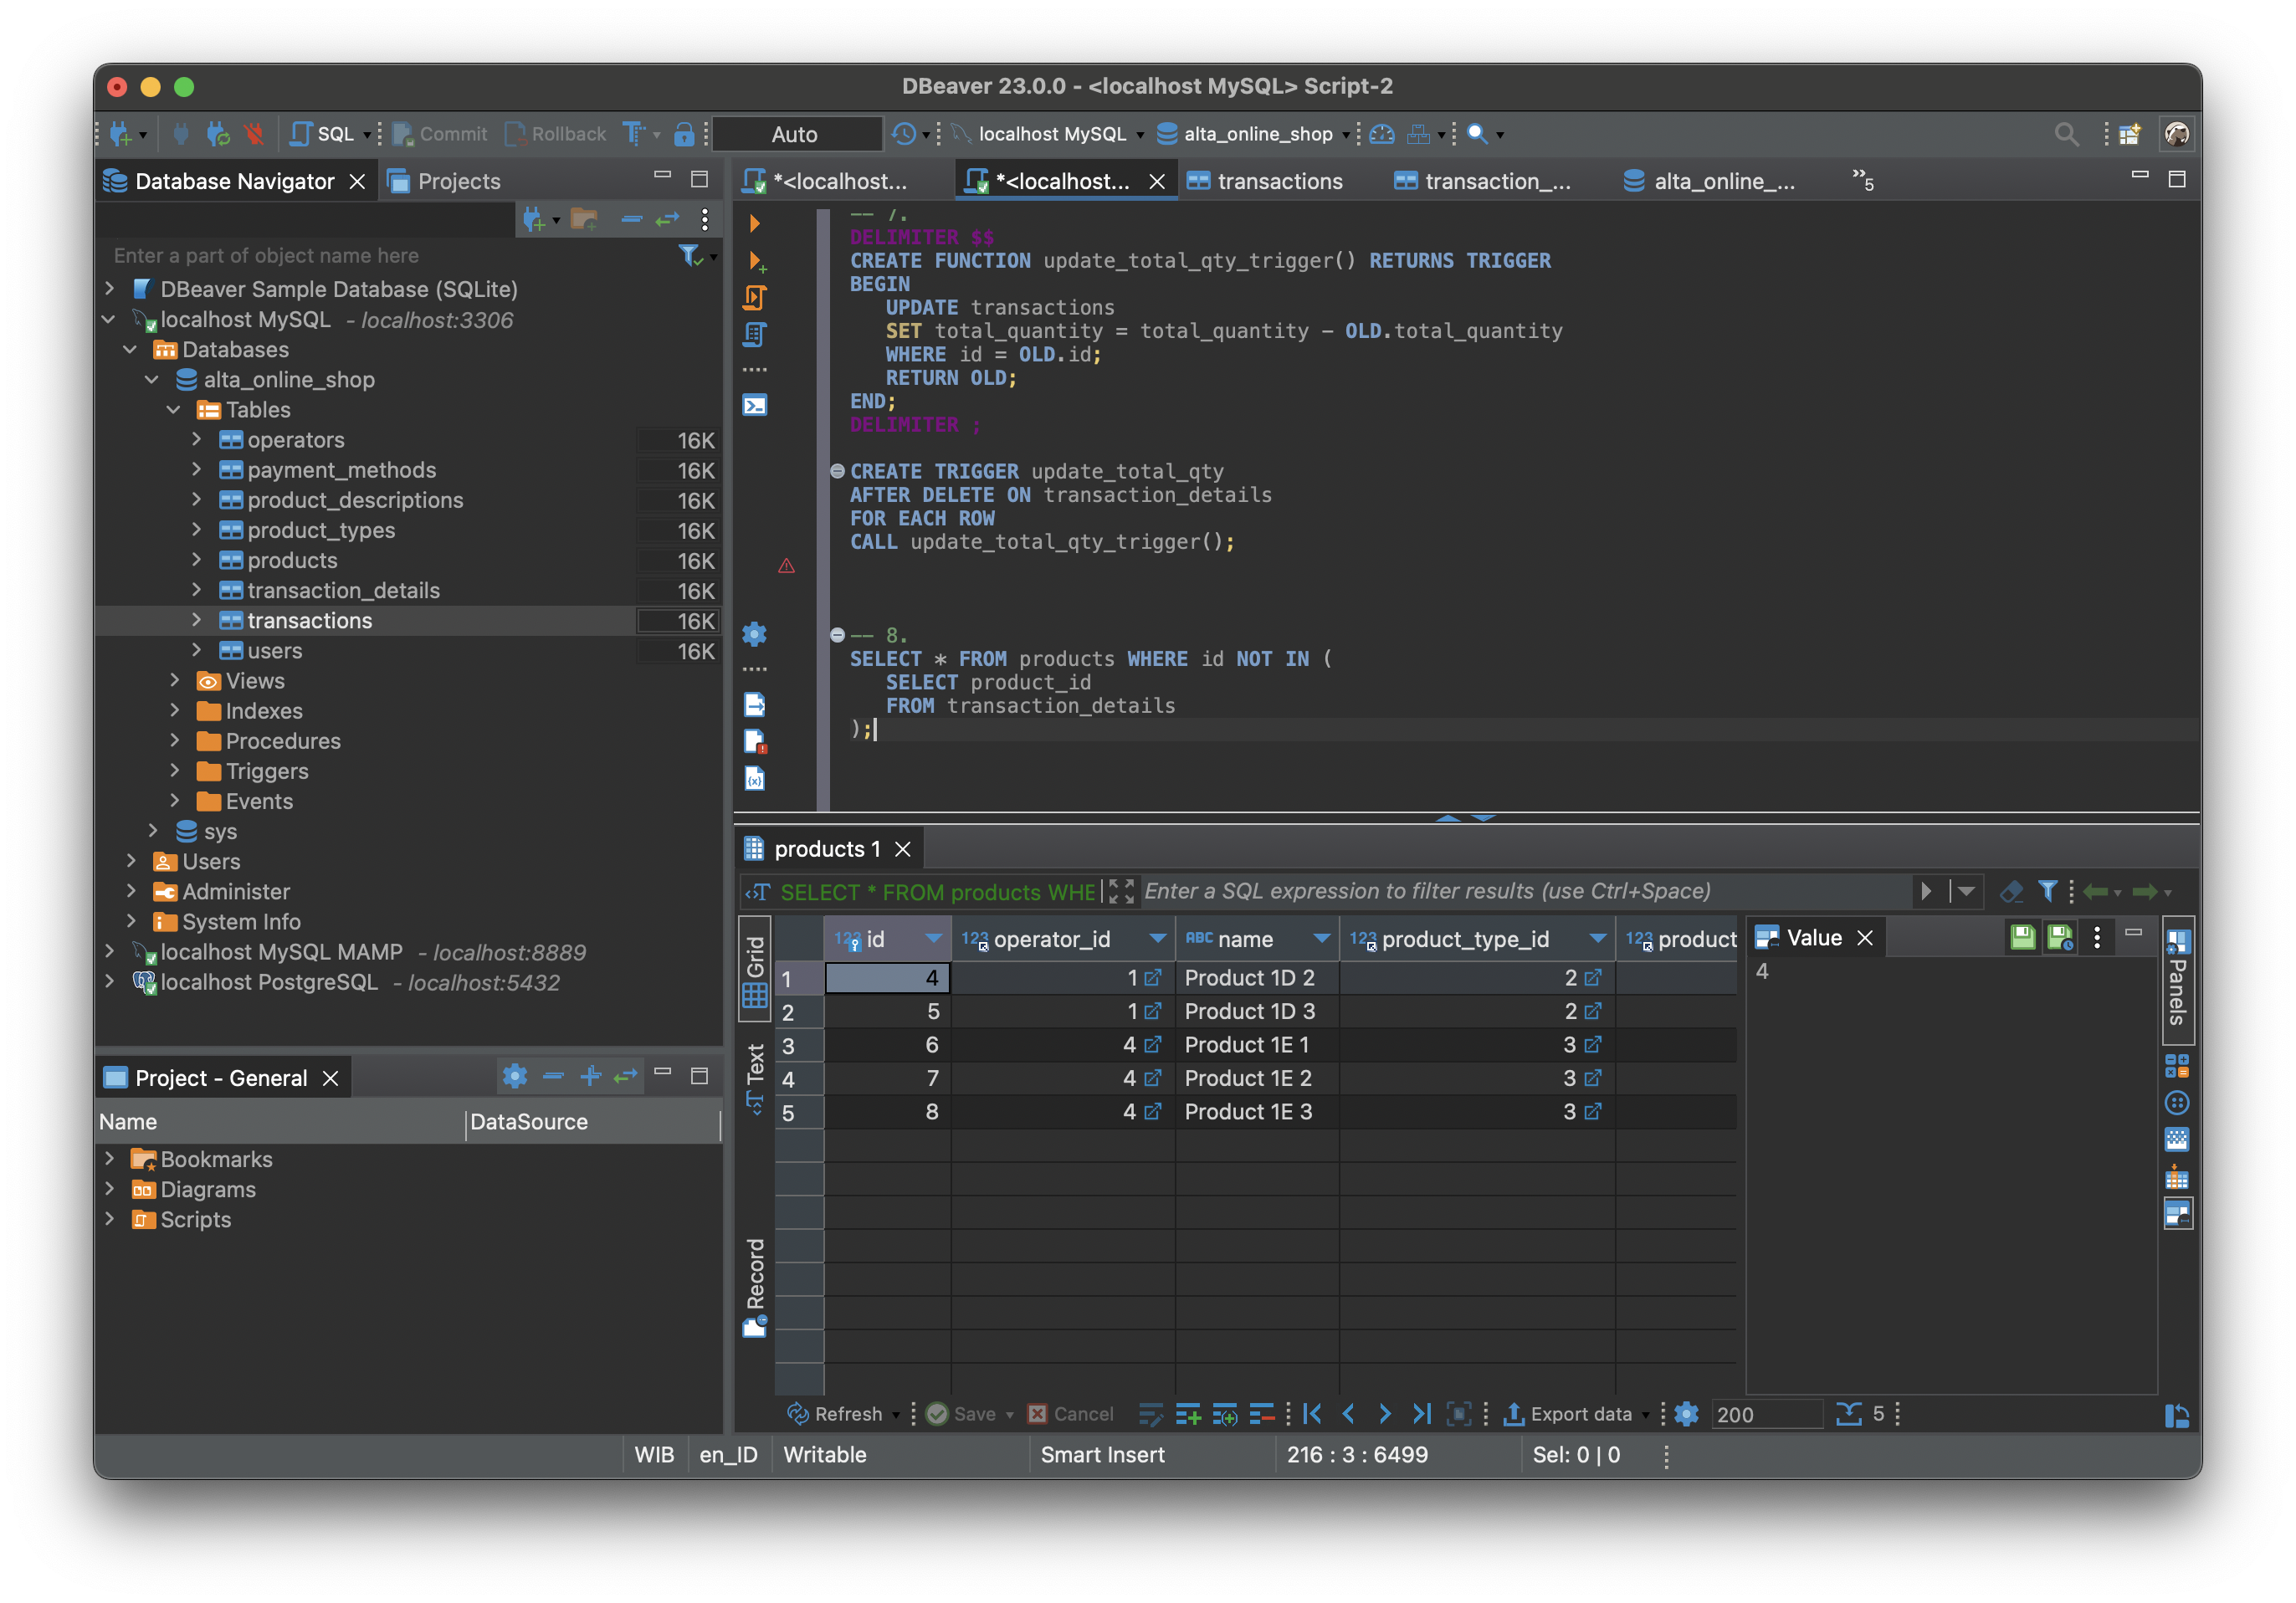 DBeaver 23.0.0 - <localhost MySQL> Script-2
SQL Commit Rollback Auto localhost MySQL alta_online_shop
Database Navigator Projects
Enter a part of object name here
DBeaver Sample Database (SQLite)
localhost MySQL - localhost:3306
Databases
alta_online_shop
Tables
operators 16K
payment_methods 16K
product_descriptions 16K
product_types 16K
products 16K
transaction_details 16K
transactions 16K
users 16K
Views
Indexes
Procedures
Triggers
Events
sys
Users
Administer
System Info
localhost MySQL MAMP - localhost:8889
localhost PostgreSQL - localhost:5432
Project - General
Name DataSource
Bookmarks
Diagrams
Scripts
*<localhost... *<localhost... transactions transaction_... alta_online_... »5
-- 7.
DELIMITER $$
CREATE FUNCTION update_total_qty_trigger() RETURNS TRIGGER
BEGIN
UPDATE transactions
SET total_quantity = total_quantity - OLD.total_quantity
WHERE id = OLD.id;
RETURN OLD;
END;
DELIMITER ;
CREATE TRIGGER update_total_qty
AFTER DELETE ON transaction_details
FOR EACH ROW
CALL update_total_qty_trigger();
-- 8.
SELECT * FROM products WHERE id NOT IN (
SELECT product_id
FROM transaction_details
);
products 1
SELECT * FROM products WHE Enter a SQL expression to filter results (use Ctrl+Space)
Grid
Text
Record
123 id 123 operator_id ABC name 123 product_type_id 123 product
1 4 1 Product 1D 2 2
2 5 1 Product 1D 3 2
3 6 4 Product 1E 1 3
4 7 4 Product 1E 2 3
5 8 4 Product 1E 3 3
Value
4
Panels
Refresh Save Cancel Export data 200 5
WIB en_ID Writable Smart Insert 216 : 3 : 6499 Sel: 0 | 0